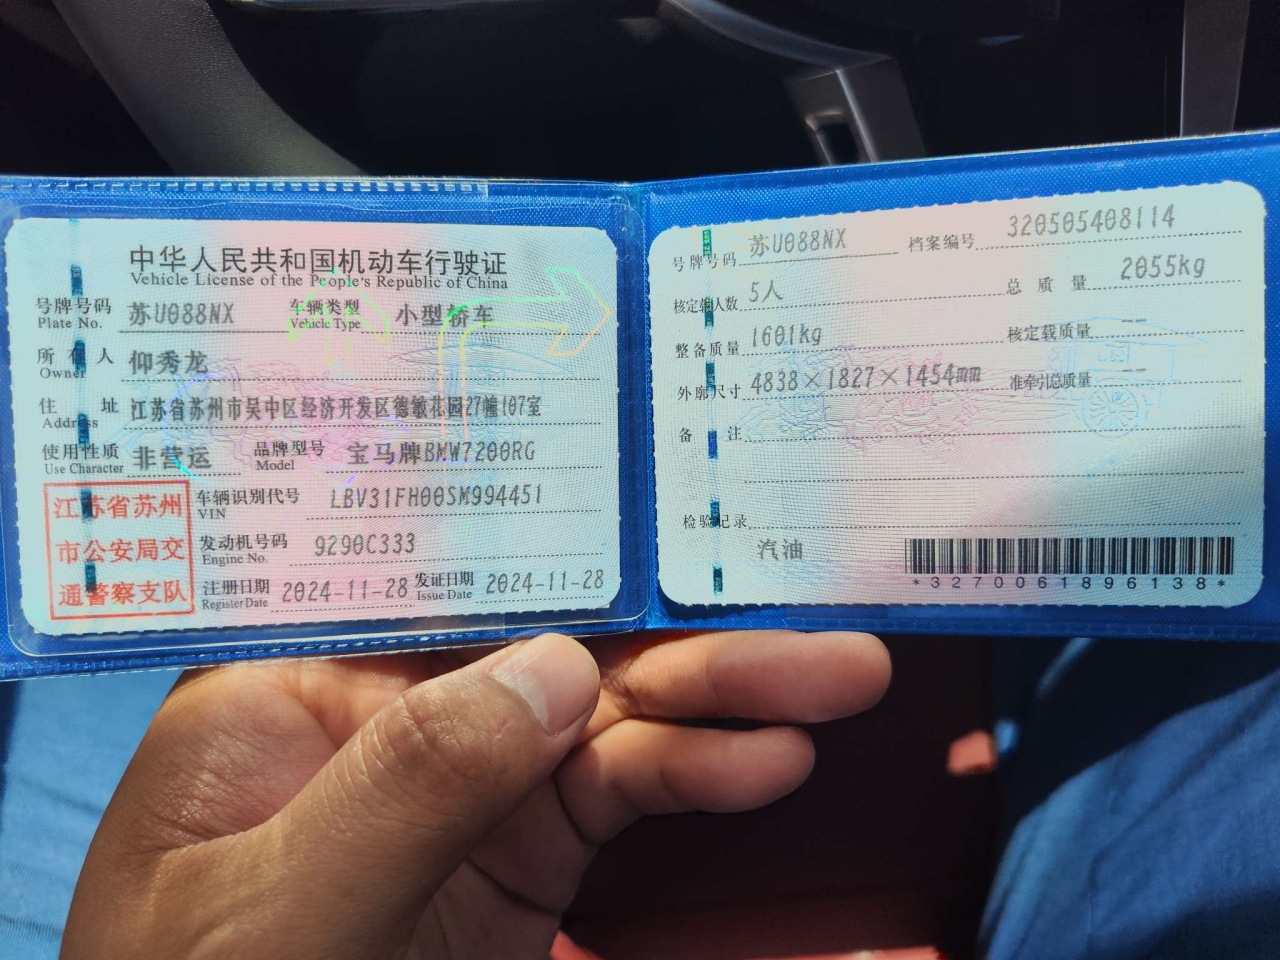 中华人民共和国机动车行驶证
Vehicle License of the People's Republic of China
号牌号码 苏U088NX 车辆类型 小型轿车
Plate No. Vehicle Type
所有人 仰秀龙
Owner
住址 江苏省苏州市吴中区经济开发区德敏花园27幢107室
Address
使用性质 非营运 品牌型号 宝马牌BMW7200RG
Use Character Model
江苏省苏州
市公安局交
通警察支队
车辆识别代号 LBV31FH00SM994451
VIN
发动机号码 9290C333
Engine No.
注册日期 2024-11-28 发证日期 2024-11-28
Register Date Issue Date
号牌号码 苏U088NX 档案编号 320505408114
核定载人数 5人 总质量 2055kg
整备质量 1601kg 核定载质量 --
外廓尺寸 4838×1827×1454mm 准牵引总质量 --
备注
检验记录
汽油
*3270061896138*